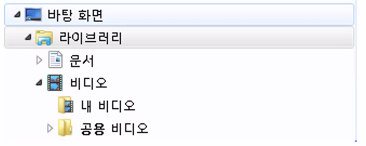 바탕 화면
라이브러리
문서
비디오
내 비디오
공용 비디오